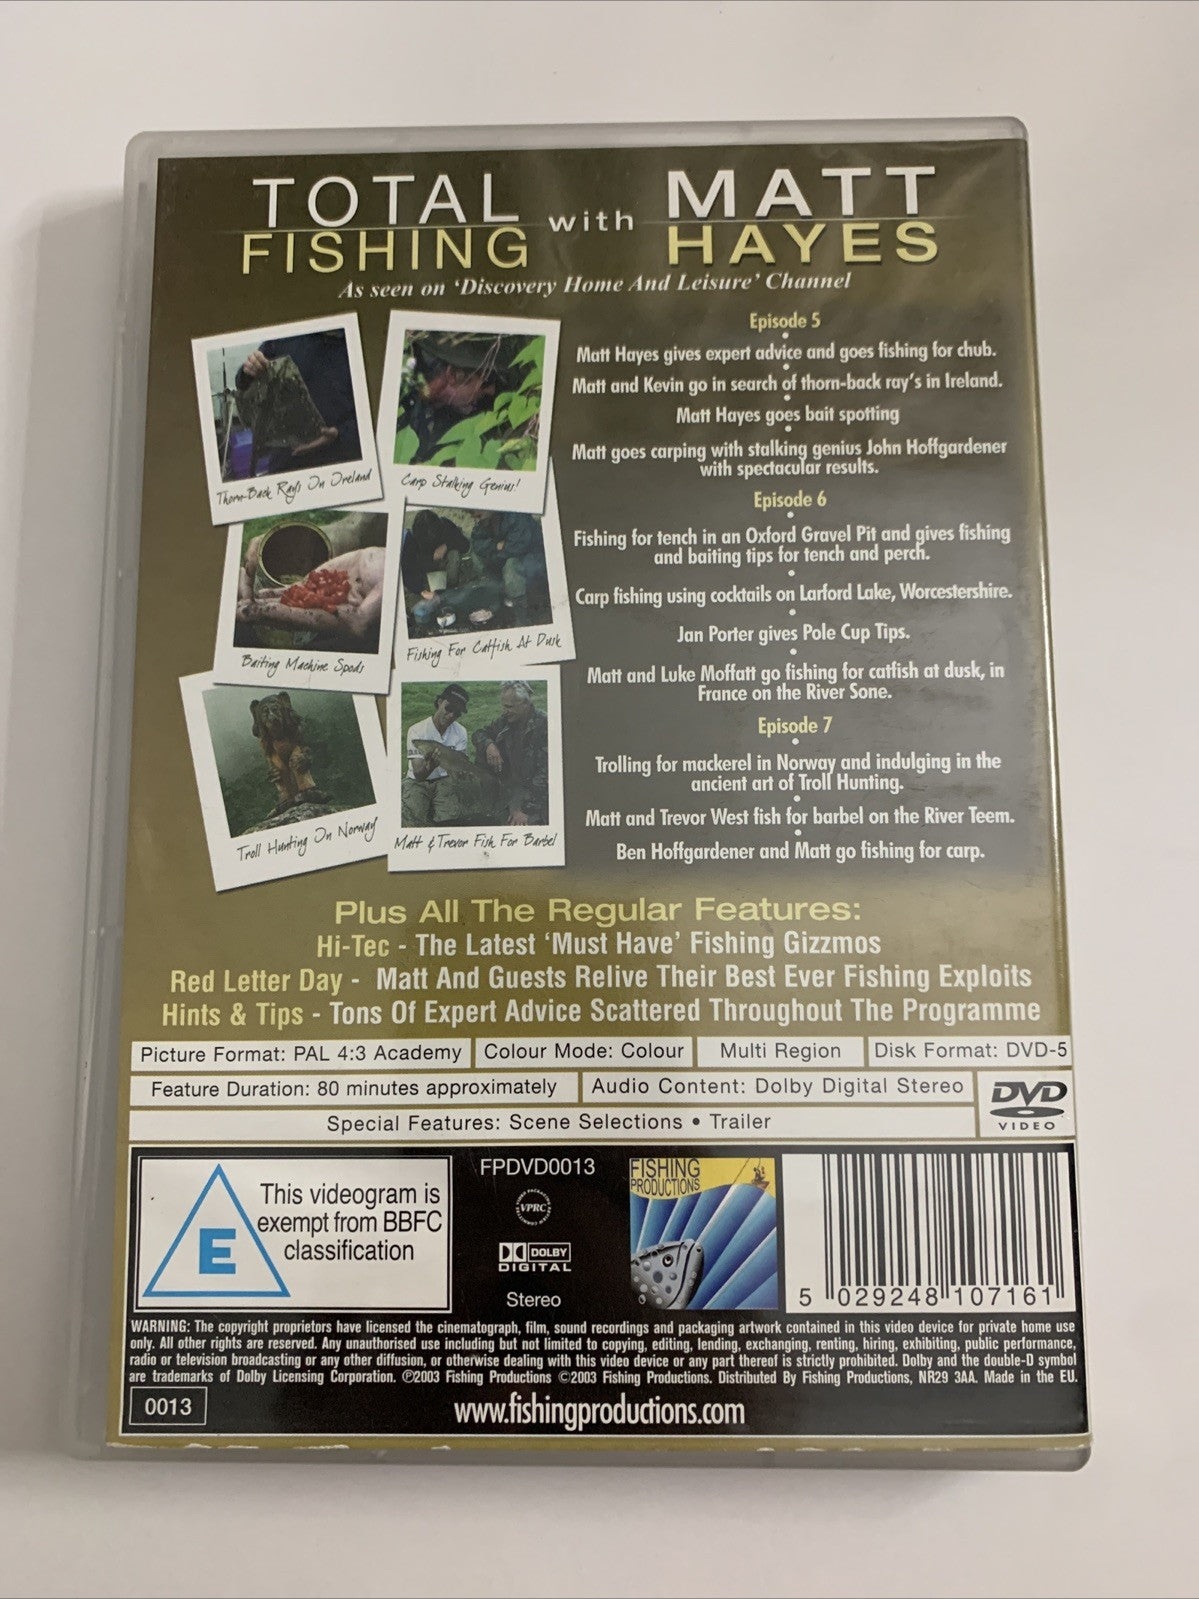 TOTAL FISHING with MATT HAYES
As seen on 'Discovery Home And Leisure' Channel
Thorn-Back Rays On Ireland
Carp Stalking Genius!
Baiting Machine Spods
Fishing For Catfish At Dusk
Troll Hunting On Norway
Matt & Trevor Fish For Barbel
Episode 5
Matt Hayes gives expert advice and goes fishing for chub.
Matt and Kevin go in search of thorn-back ray's in Ireland.
Matt Hayes goes bait spotting
Matt goes carping with stalking genius John Hoffgardener
with spectacular results.
Episode 6
Fishing for tench in an Oxford Gravel Pit and gives fishing
and baiting tips for tench and perch.
Carp fishing using cocktails on Larford Lake, Worcestershire.
Jan Porter gives Pole Cup Tips.
Matt and Luke Moffatt go fishing for catfish at dusk, in
France on the River Sone.
Episode 7
Trolling for mackerel in Norway and indulging in the
ancient art of Troll Hunting.
Matt and Trevor West fish for barbel on the River Teem.
Ben Hoffgardener and Matt go fishing for carp.
Plus All The Regular Features:
Hi-Tec - The Latest 'Must Have' Fishing Gizzmos
Red Letter Day - Matt And Guests Relive Their Best Ever Fishing Exploits
Hints & Tips - Tons Of Expert Advice Scattered Throughout The Programme
Picture Format: PAL 4:3 Academy Colour Mode: Colour Multi Region Disk Format: DVD-5
Feature Duration: 80 minutes approximately Audio Content: Dolby Digital Stereo
DVD
VIDEO
Special Features: Scene Selections • Trailer
E
This videogram is
exempt from BBFC
classification
FPDVD0013
VPRC
DOLBY
DIGITAL
Stereo
FISHING
PRODUCTIONS
5 029248 107161
WARNING: The copyright proprietors have licensed the cinematograph, film, sound recordings and packaging artwork contained in this video device for private home use
only. All other rights are reserved. Any unauthorised use including but not limited to copying, editing, lending, exchanging, renting, hiring, exhibiting, public performance,
radio or television broadcasting or any other diffusion, or otherwise dealing with this video device or any part thereof is strictly prohibited. Dolby and the double-D symbol
are trademarks of Dolby Licensing Corporation. ℗2003 Fishing Productions ©2003 Fishing Productions. Distributed By Fishing Productions, NR29 3AA. Made in the EU.
0013
www.fishingproductions.com